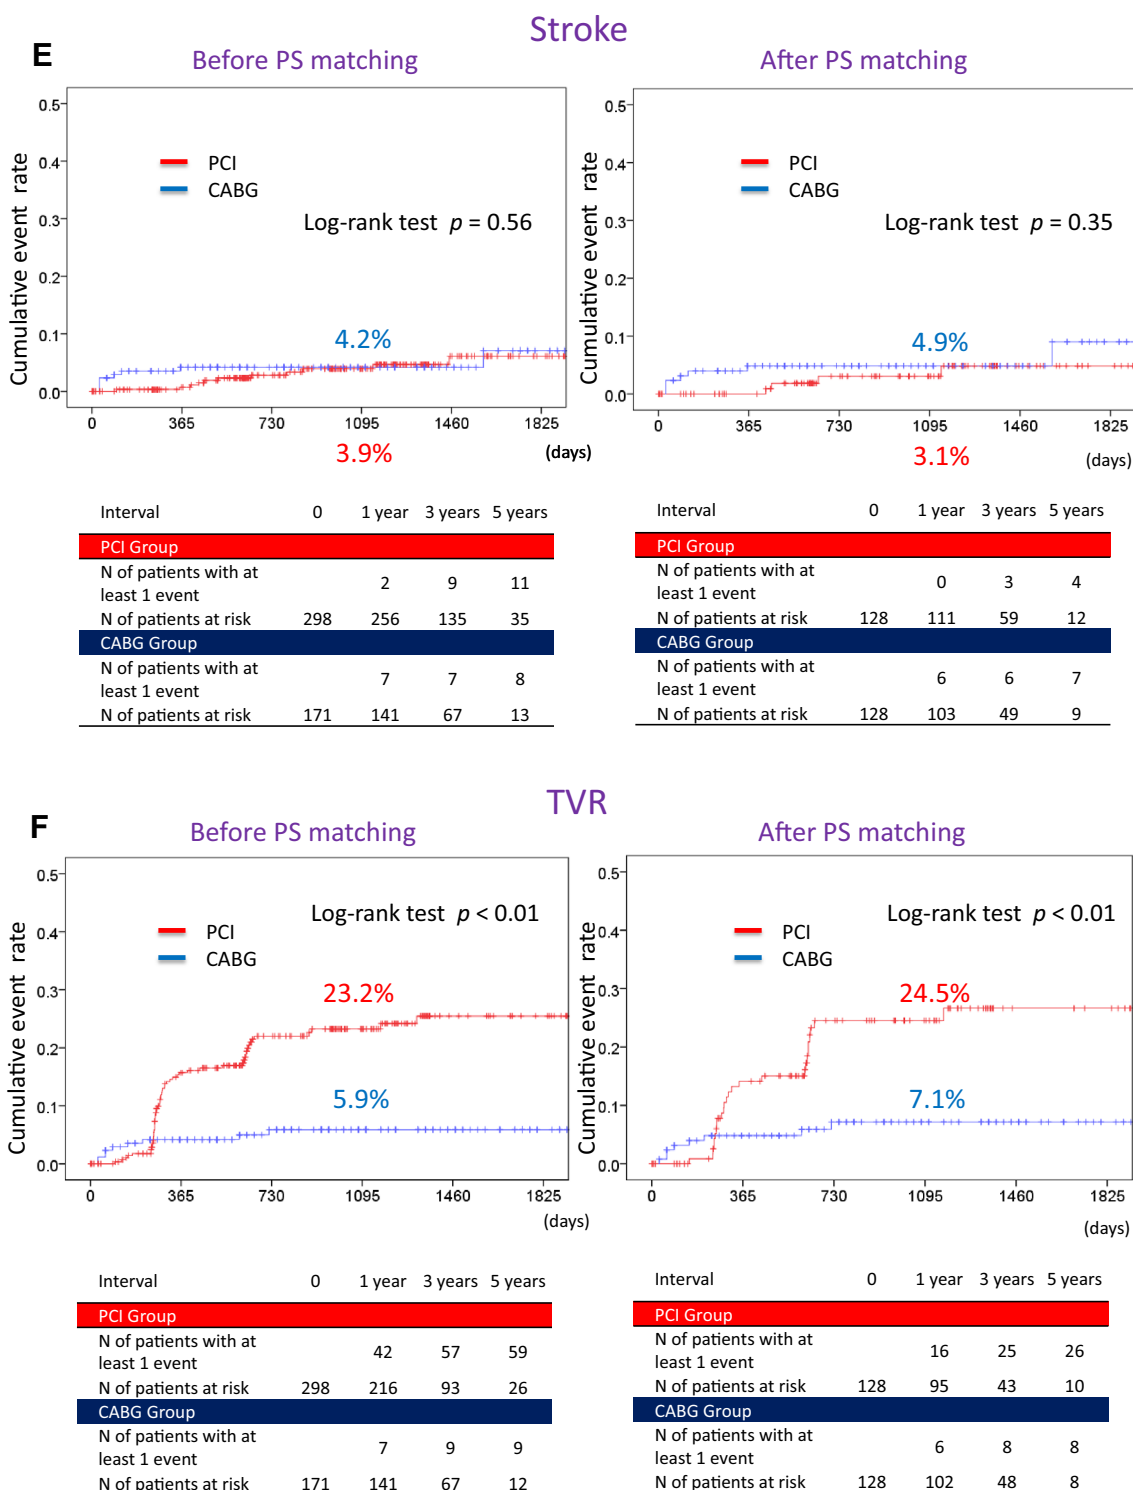 Stroke
E
Before PS matching
After PS matching
Cumulative event rate
0.5
0.4
0.3
0.2
0.1
0.0
PCI
CABG
Log-rank test p = 0.56
4.2%
0 365 730 1095 1460 1825
3.9%
(days)
Cumulative event rate
0.5
0.4
0.3
0.2
0.1
0.0
PCI
CABG
Log-rank test p = 0.35
4.9%
0 365 730 1095 1460 1825
3.1%
(days)
Interval 0 1 year 3 years 5 years
PCI Group
N of patients with at
least 1 event 2 9 11
N of patients at risk 298 256 135 35
CABG Group
N of patients with at
least 1 event 7 7 8
N of patients at risk 171 141 67 13
Interval 0 1 year 3 years 5 years
PCI Group
N of patients with at
least 1 event 0 3 4
N of patients at risk 128 111 59 12
CABG Group
N of patients with at
least 1 event 6 6 7
N of patients at risk 128 103 49 9
TVR
F
Before PS matching
After PS matching
Cumulative event rate
0.5
0.4
0.3
0.2
0.1
0.0
Log-rank test p < 0.01
PCI
CABG
23.2%
5.9%
0 365 730 1095 1460 1825
(days)
Cumulative event rate
0.5
0.4
0.3
0.2
0.1
0.0
Log-rank test p < 0.01
PCI
CABG
24.5%
7.1%
0 365 730 1095 1460 1825
(days)
Interval 0 1 year 3 years 5 years
PCI Group
N of patients with at
least 1 event 42 57 59
N of patients at risk 298 216 93 26
CABG Group
N of patients with at
least 1 event 7 9 9
N of patients at risk 171 141 67 12
Interval 0 1 year 3 years 5 years
PCI Group
N of patients with at
least 1 event 16 25 26
N of patients at risk 128 95 43 10
CABG Group
N of patients with at
least 1 event 6 8 8
N of patients at risk 128 102 48 8